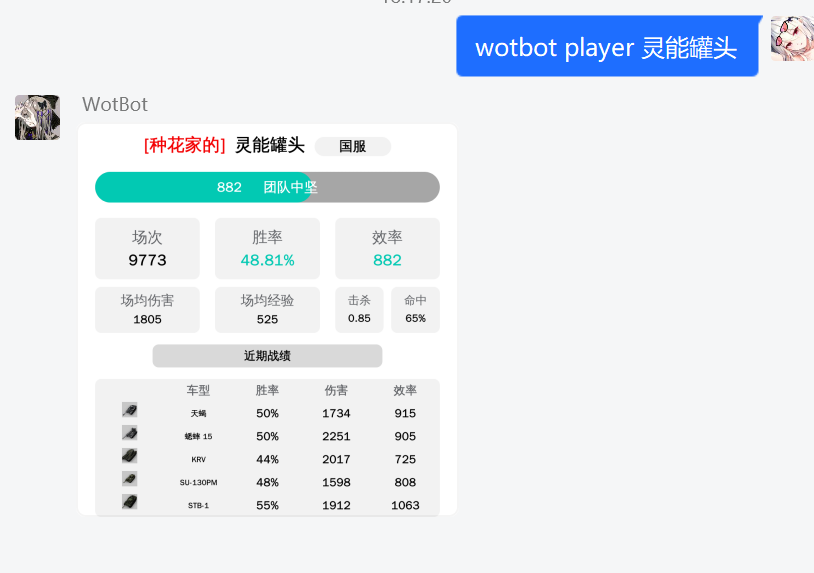 wotbot player 灵能罐头
WotBot
[种花家的] 灵能罐头 国服
882 团队中坚
场次 胜率 效率
9773 48.81% 882
场均伤害 场均经验 击杀 命中
1805 525 0.85 65%
近期战绩
车型 胜率 伤害 效率
天蝎 50% 1734 915
蟋蟀 15 50% 2251 905
KRV 44% 2017 725
SU-130PM 48% 1598 808
STB-1 55% 1912 1063